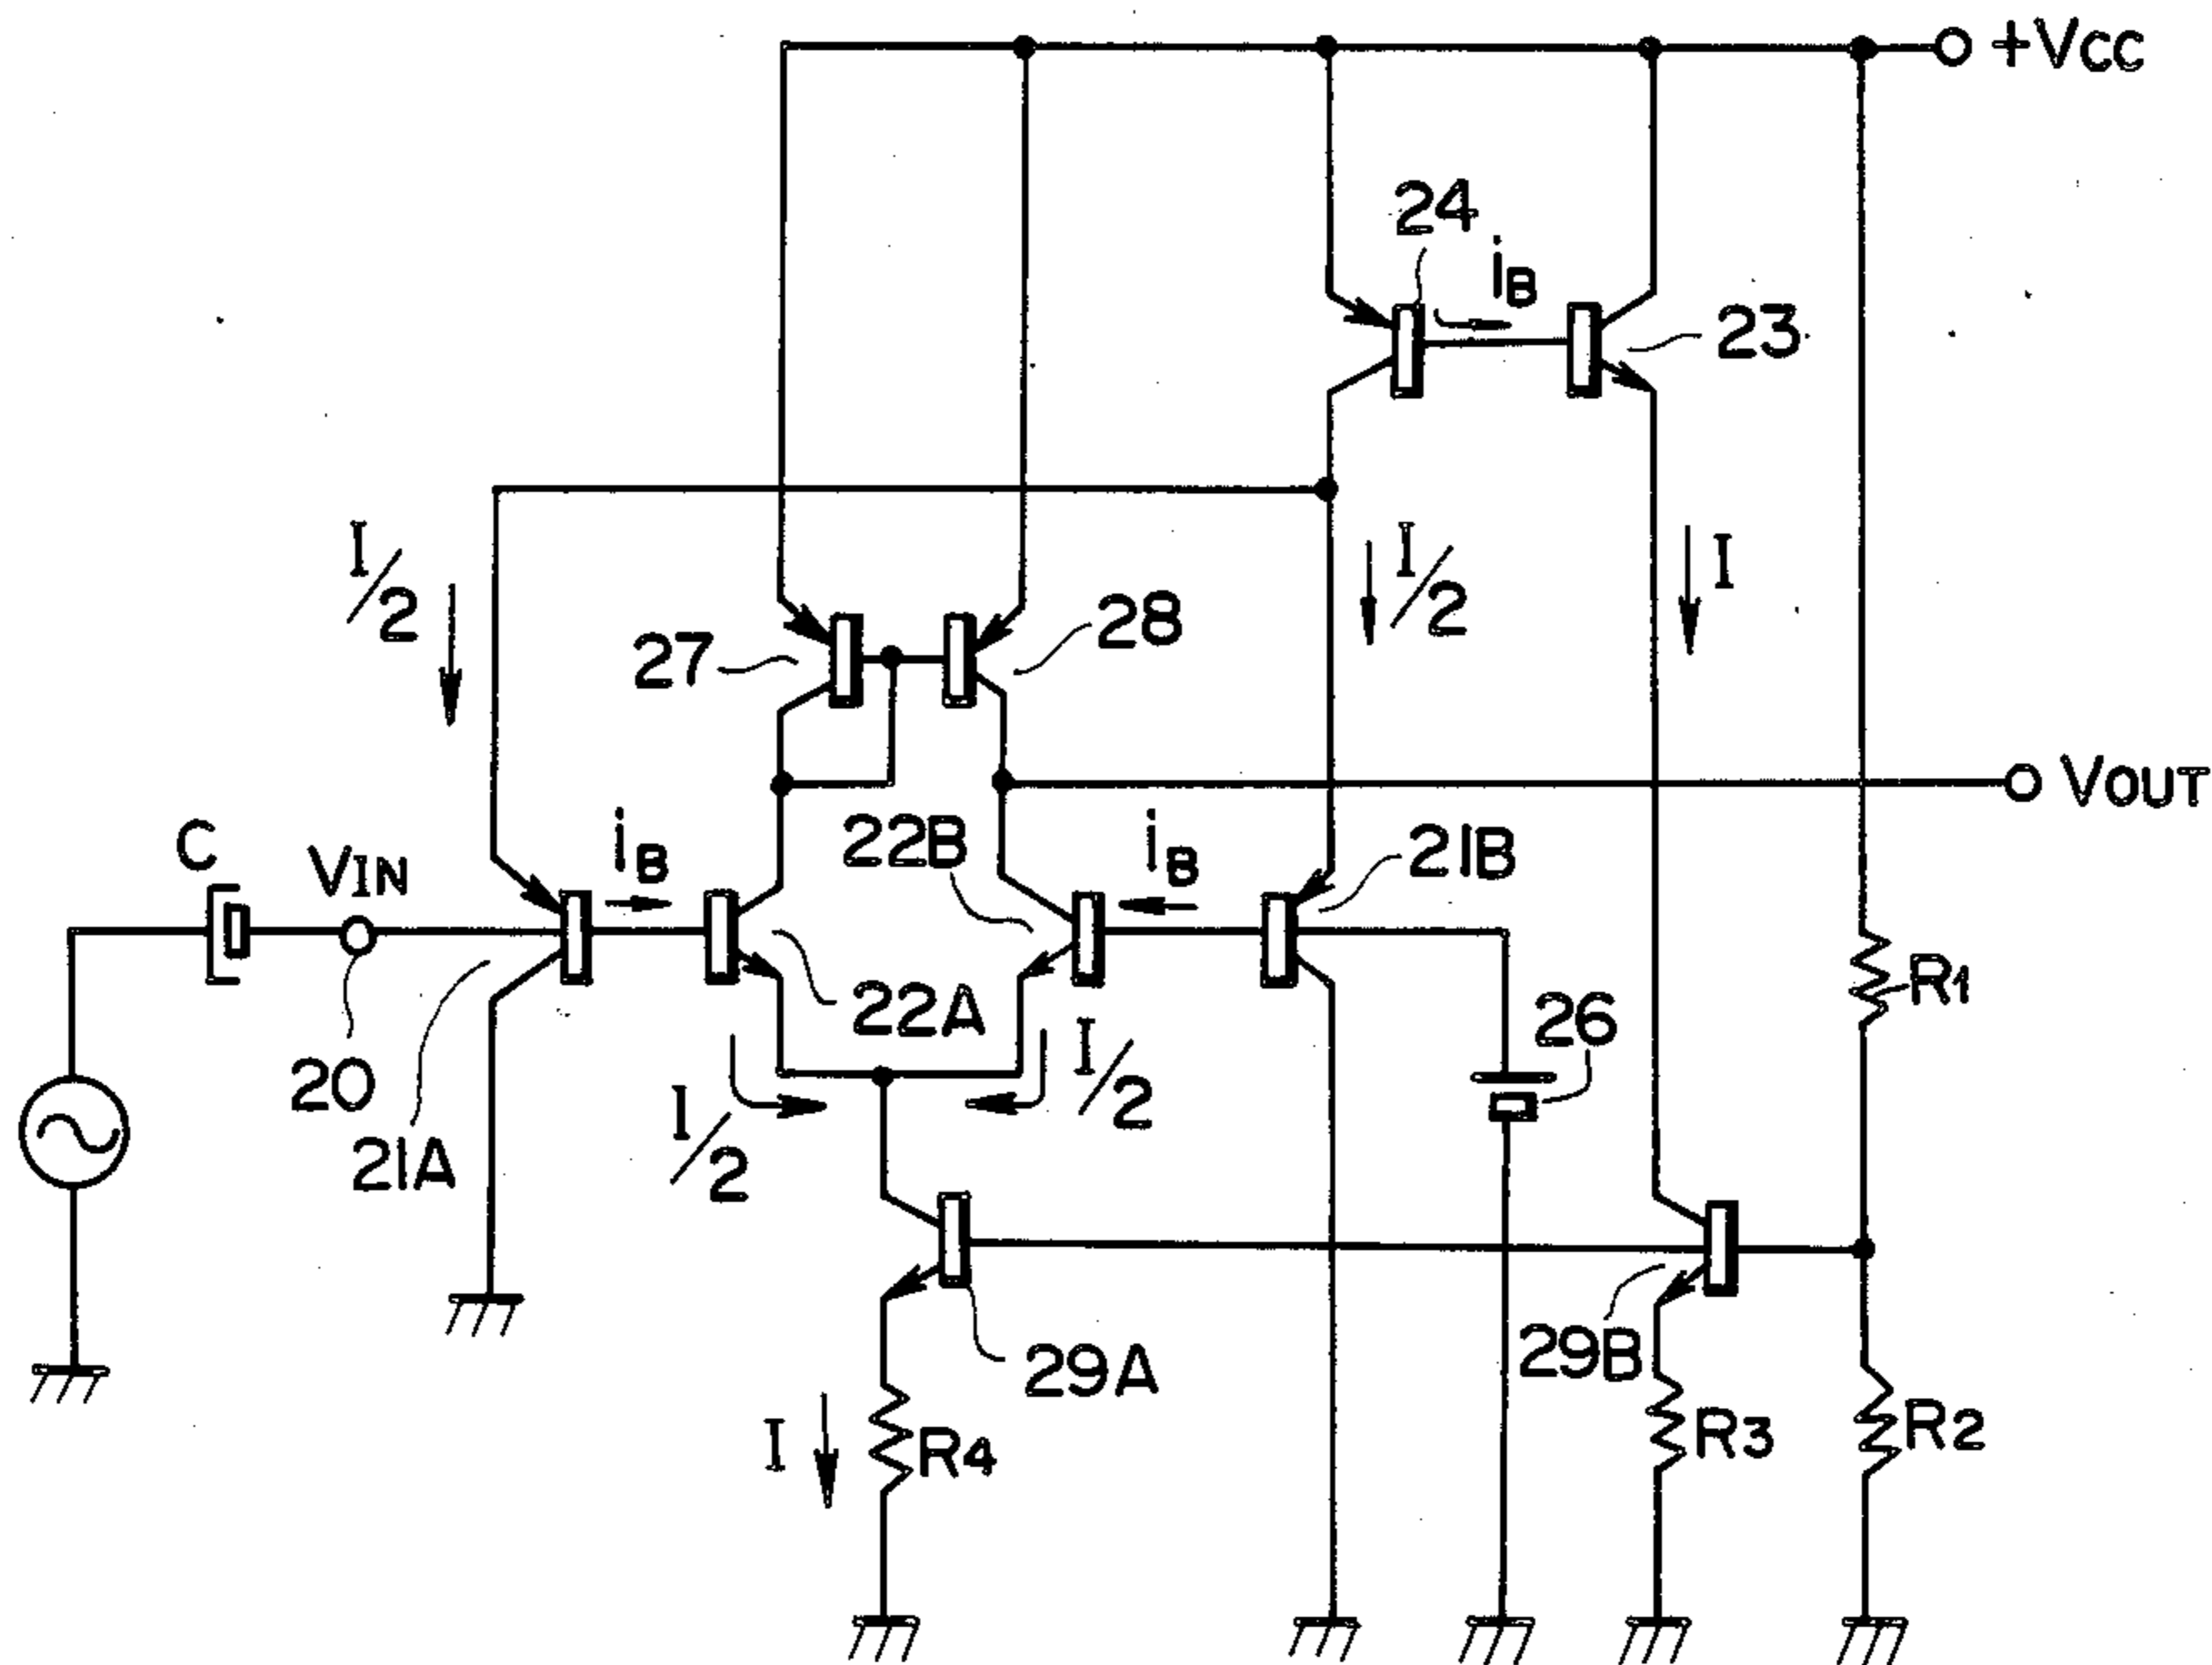 +VCC
24
iB
23
I/2
I/2
I
27
28
VOUT
C
VIN
iB
22B
iB
21B
R1
22A
26
20
I/2
I/2
21A
29A
29B
I
R4
R3
R2